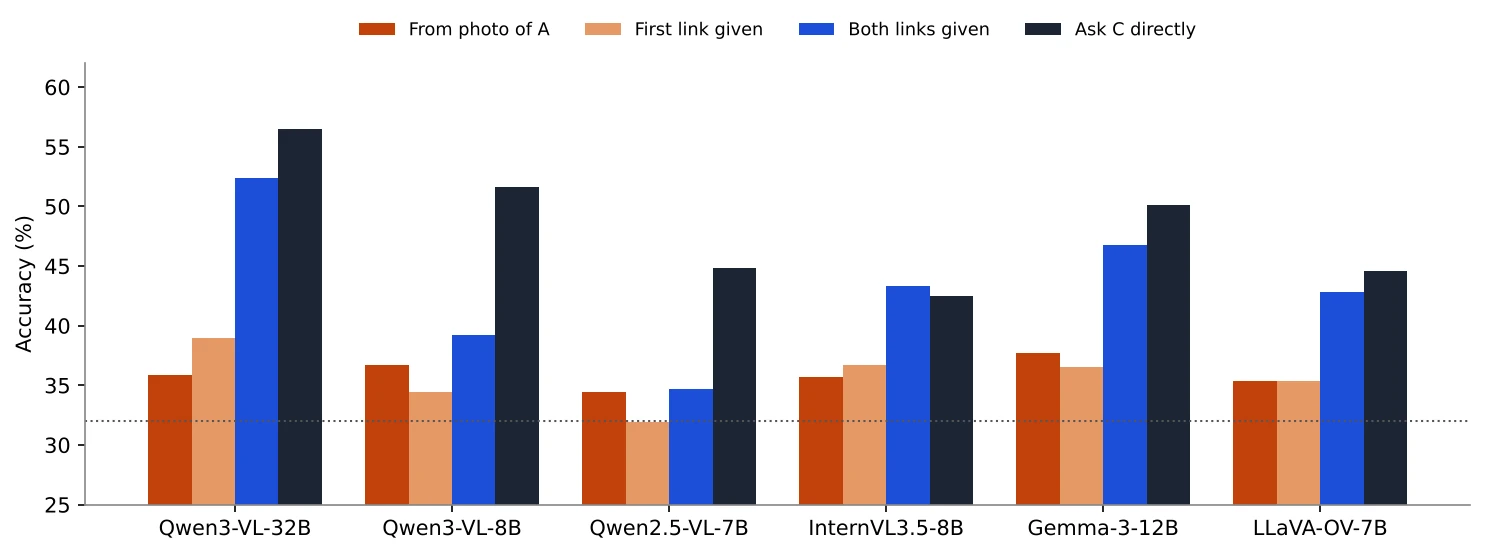 From photo of A First link given Both links given Ask C directly
Accuracy (%)
60
55
50
45
40
35
30
25
Qwen3-VL-32B Qwen3-VL-8B Qwen2.5-VL-7B InternVL3.5-8B Gemma-3-12B LLaVA-OV-7B